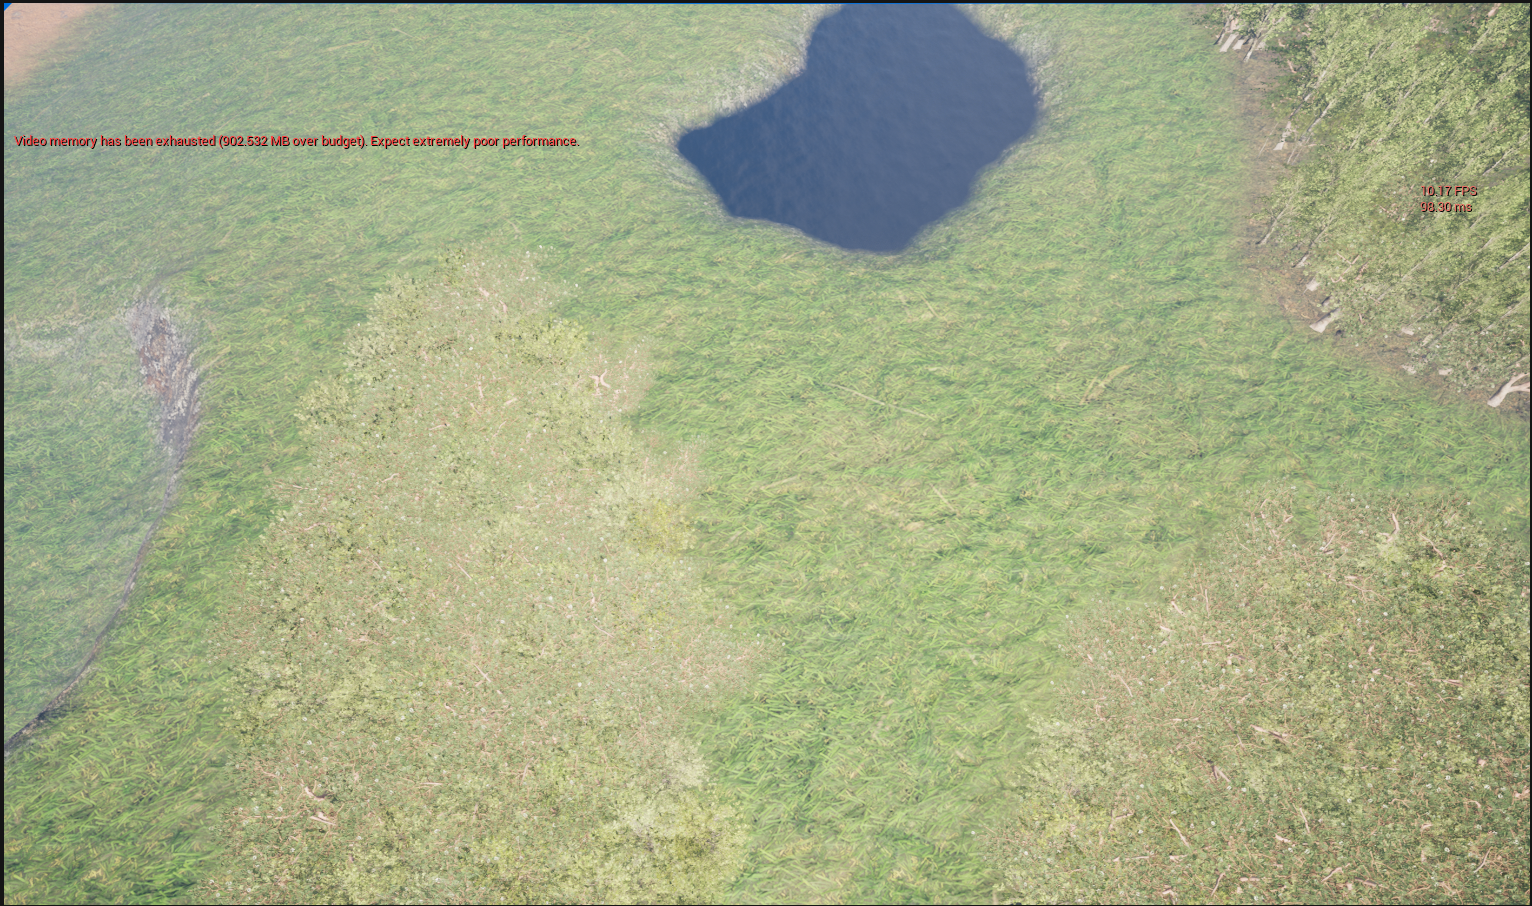 Video memory has been exhausted (902.532 MB over budget). Expect extremely poor performance.
10.17 FPS
98.30 ms